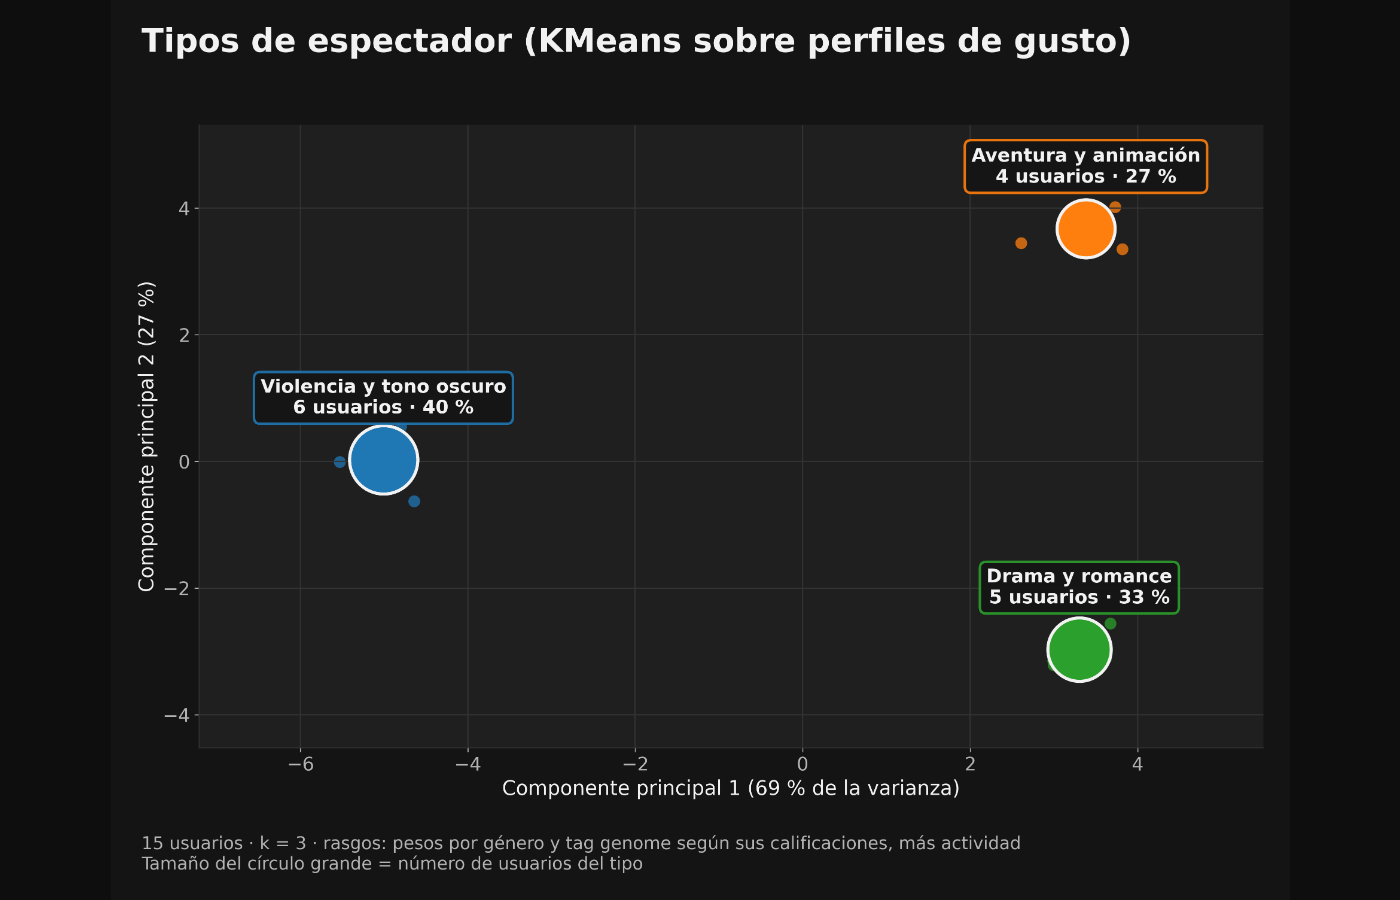 Tipos de espectador (KMeans sobre perfiles de gusto)
Aventura y animación
4 usuarios · 27 %
Violencia y tono oscuro
6 usuarios · 40 %
Drama y romance
5 usuarios · 33 %
Componente principal 2 (27 %)
4
2
0
−2
−4
−6
−4
−2
0
2
4
Componente principal 1 (69 % de la varianza)
15 usuarios · k = 3 · rasgos: pesos por género y tag genome según sus calificaciones, más actividad
Tamaño del círculo grande = número de usuarios del tipo